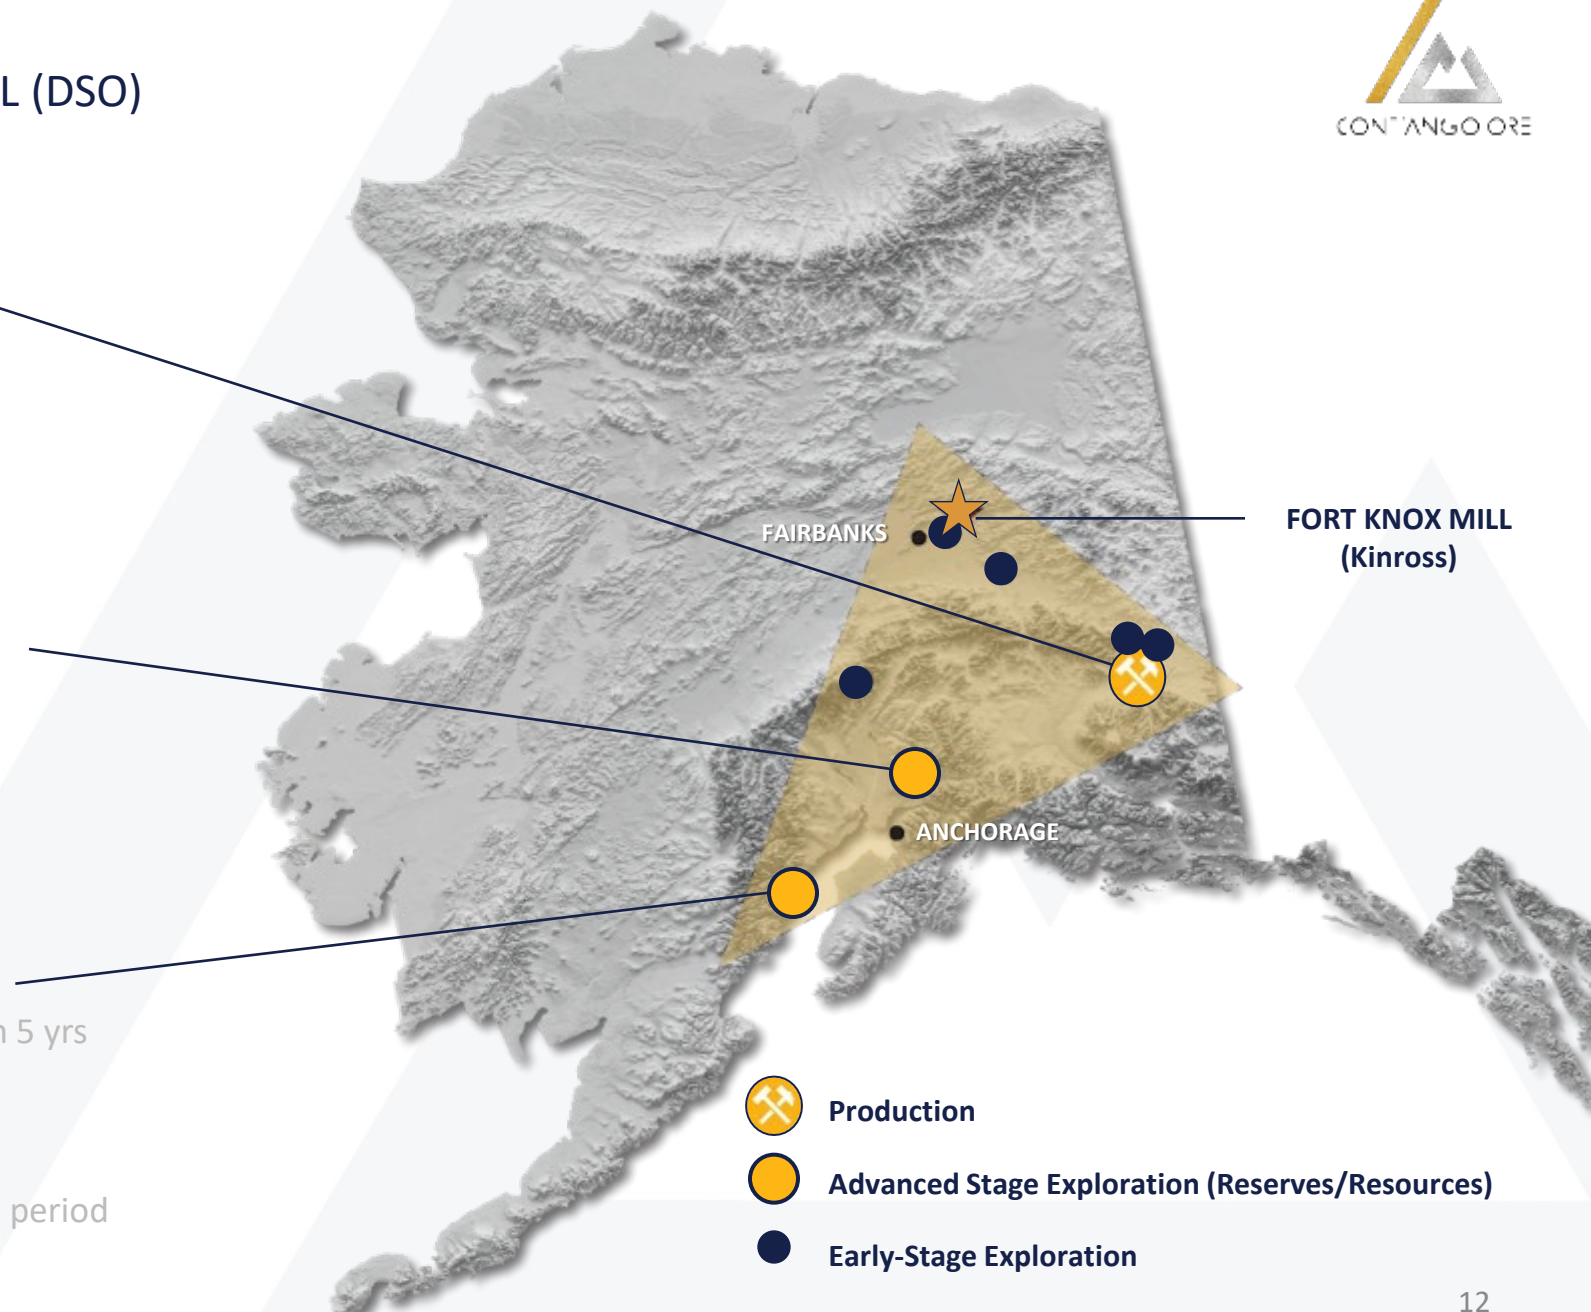 L (DSO)
CONTANGO ORE
FAIRBANKS
FORT KNOX MILL
(Kinross)
ANCHORAGE
5 yrs
period
Production
Advanced Stage Exploration (Reserves/Resources)
Early-Stage Exploration
12